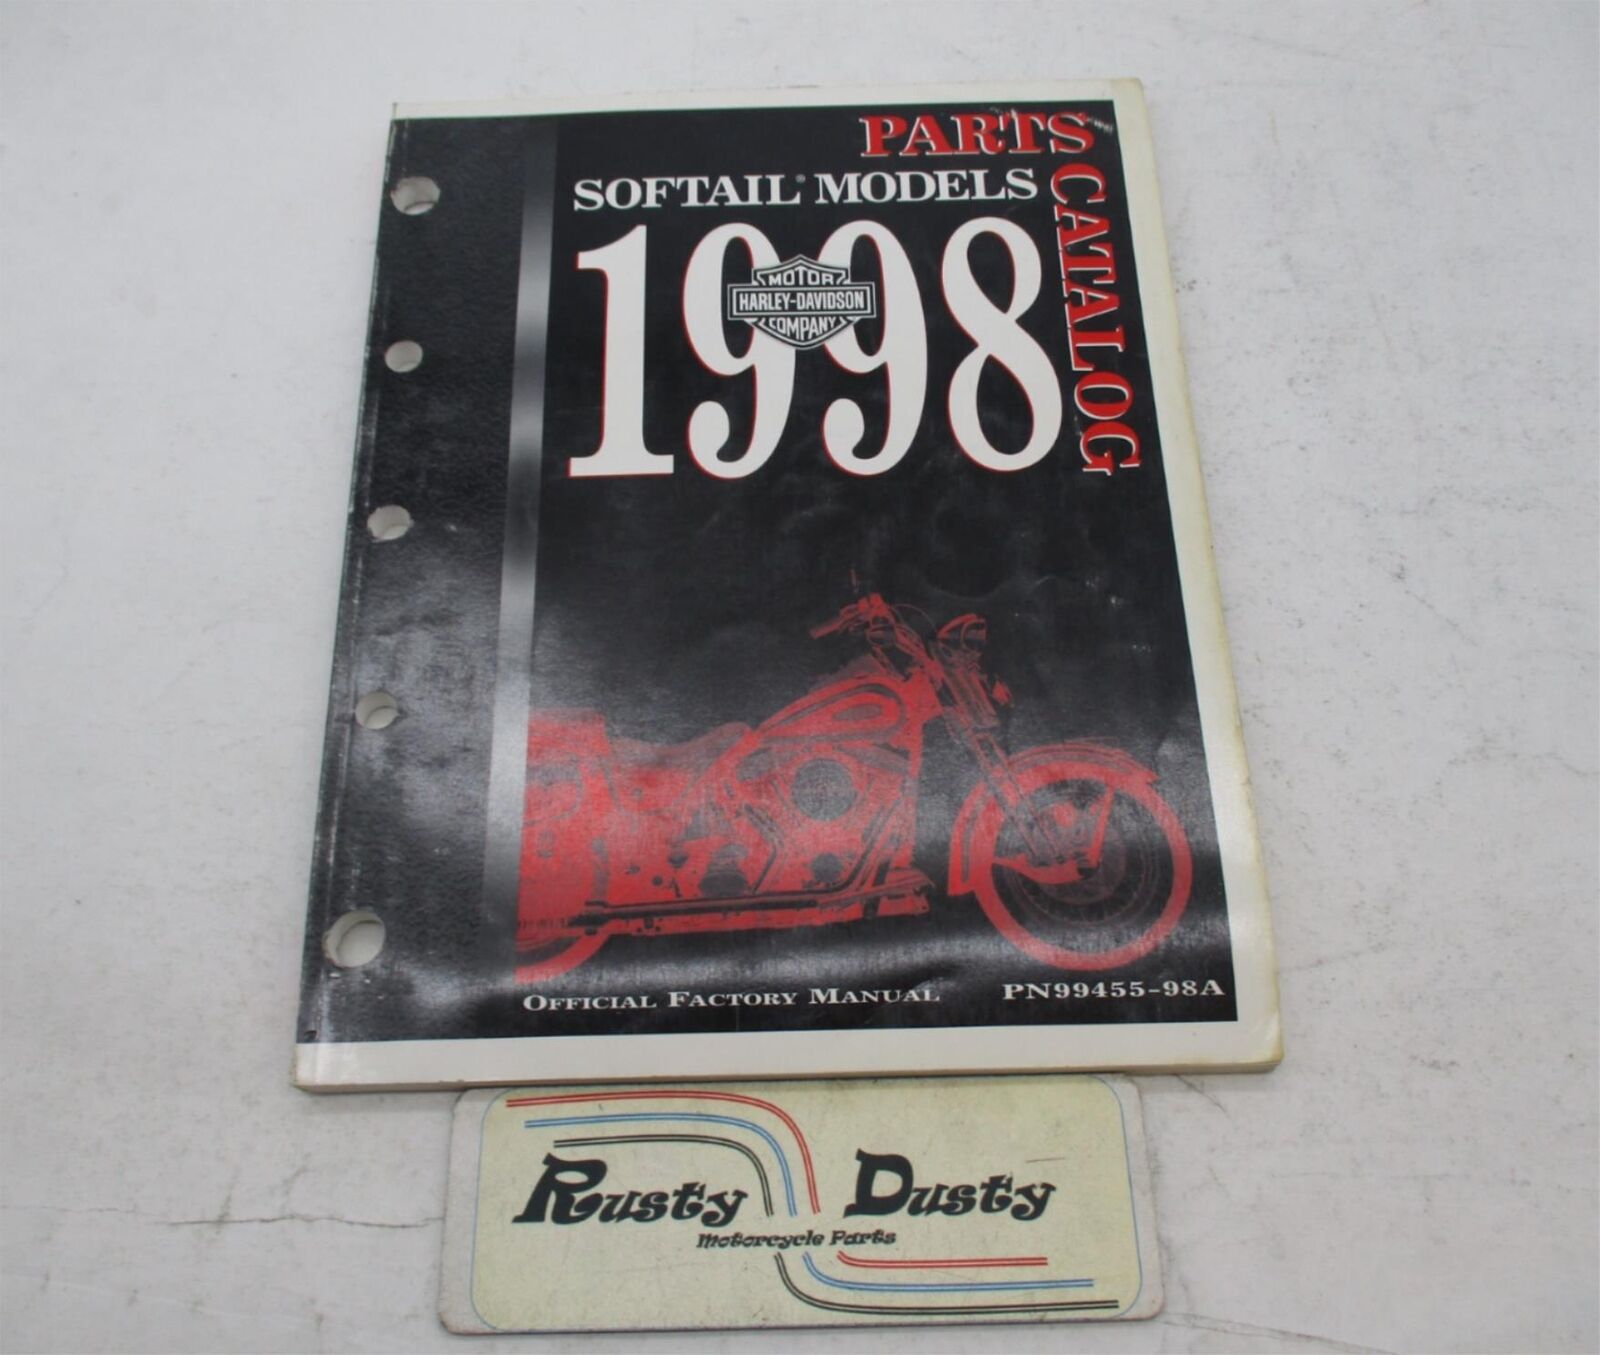 PARTS CATALOG
SOFTAIL® MODELS
1998
MOTOR
HARLEY-DAVIDSON
COMPANY
OFFICIAL FACTORY MANUAL
PN99455-98A
Rusty Dusty
Motorcycle Parts